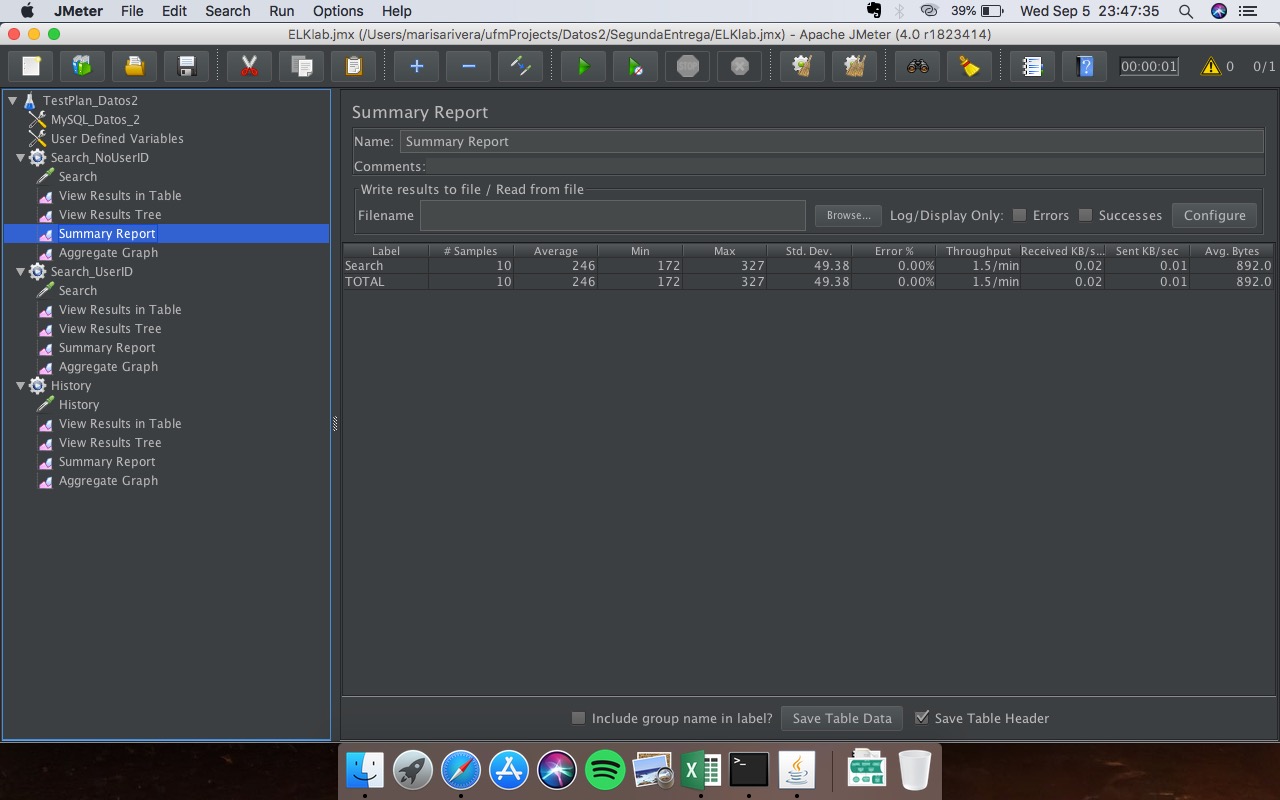 JMeter File Edit Search Run Options Help 39% Wed Sep 5 23:47:35
ELKlab.jmx (/Users/marisarivera/ufmProjects/Datos2/SegundaEntrega/ELKlab.jmx) - Apache JMeter (4.0 r1823414)
STOP 00:00:01 0 0/1
TestPlan_Datos2
MySQL_Datos_2
User Defined Variables
Search_NoUserID
Search
View Results in Table
View Results Tree
Summary Report
Aggregate Graph
Search_UserID
Search
View Results in Table
View Results Tree
Summary Report
Aggregate Graph
History
History
View Results in Table
View Results Tree
Summary Report
Aggregate Graph
Summary Report
Name: Summary Report
Comments:
Write results to file / Read from file
Filename Browse... Log/Display Only: Errors Successes Configure
Label # Samples Average Min Max Std. Dev. Error % Throughput Received KB/s... Sent KB/sec Avg. Bytes
Search 10 246 172 327 49.38 0.00% 1.5/min 0.02 0.01 892.0
TOTAL 10 246 172 327 49.38 0.00% 1.5/min 0.02 0.01 892.0
Include group name in label? Save Table Data Save Table Header